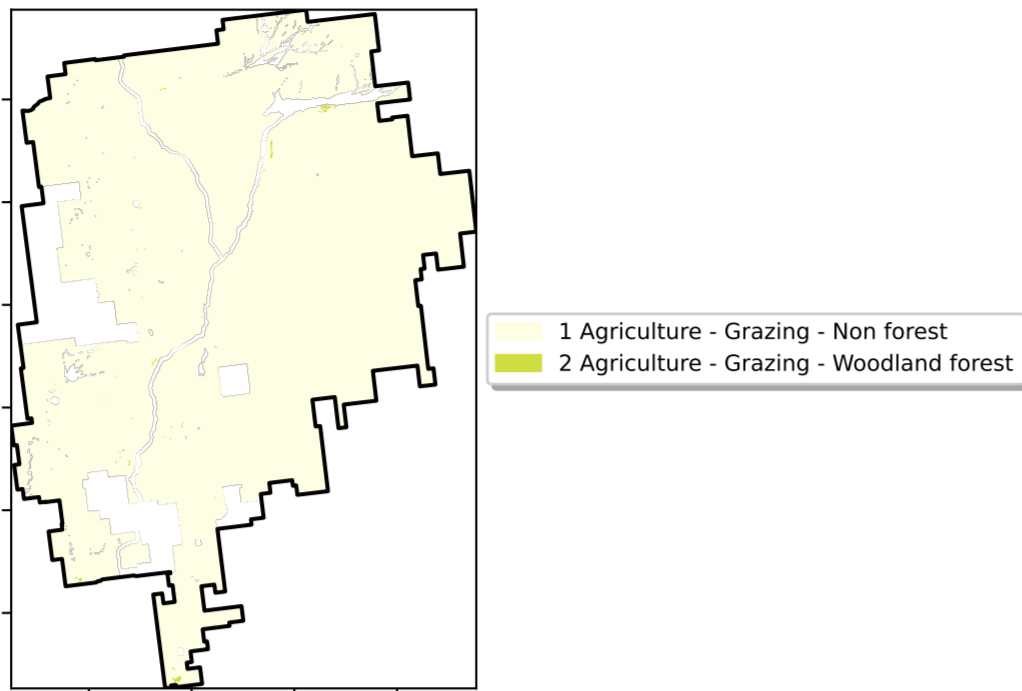 1 Agriculture - Grazing - Non forest
2 Agriculture - Grazing - Woodland forest